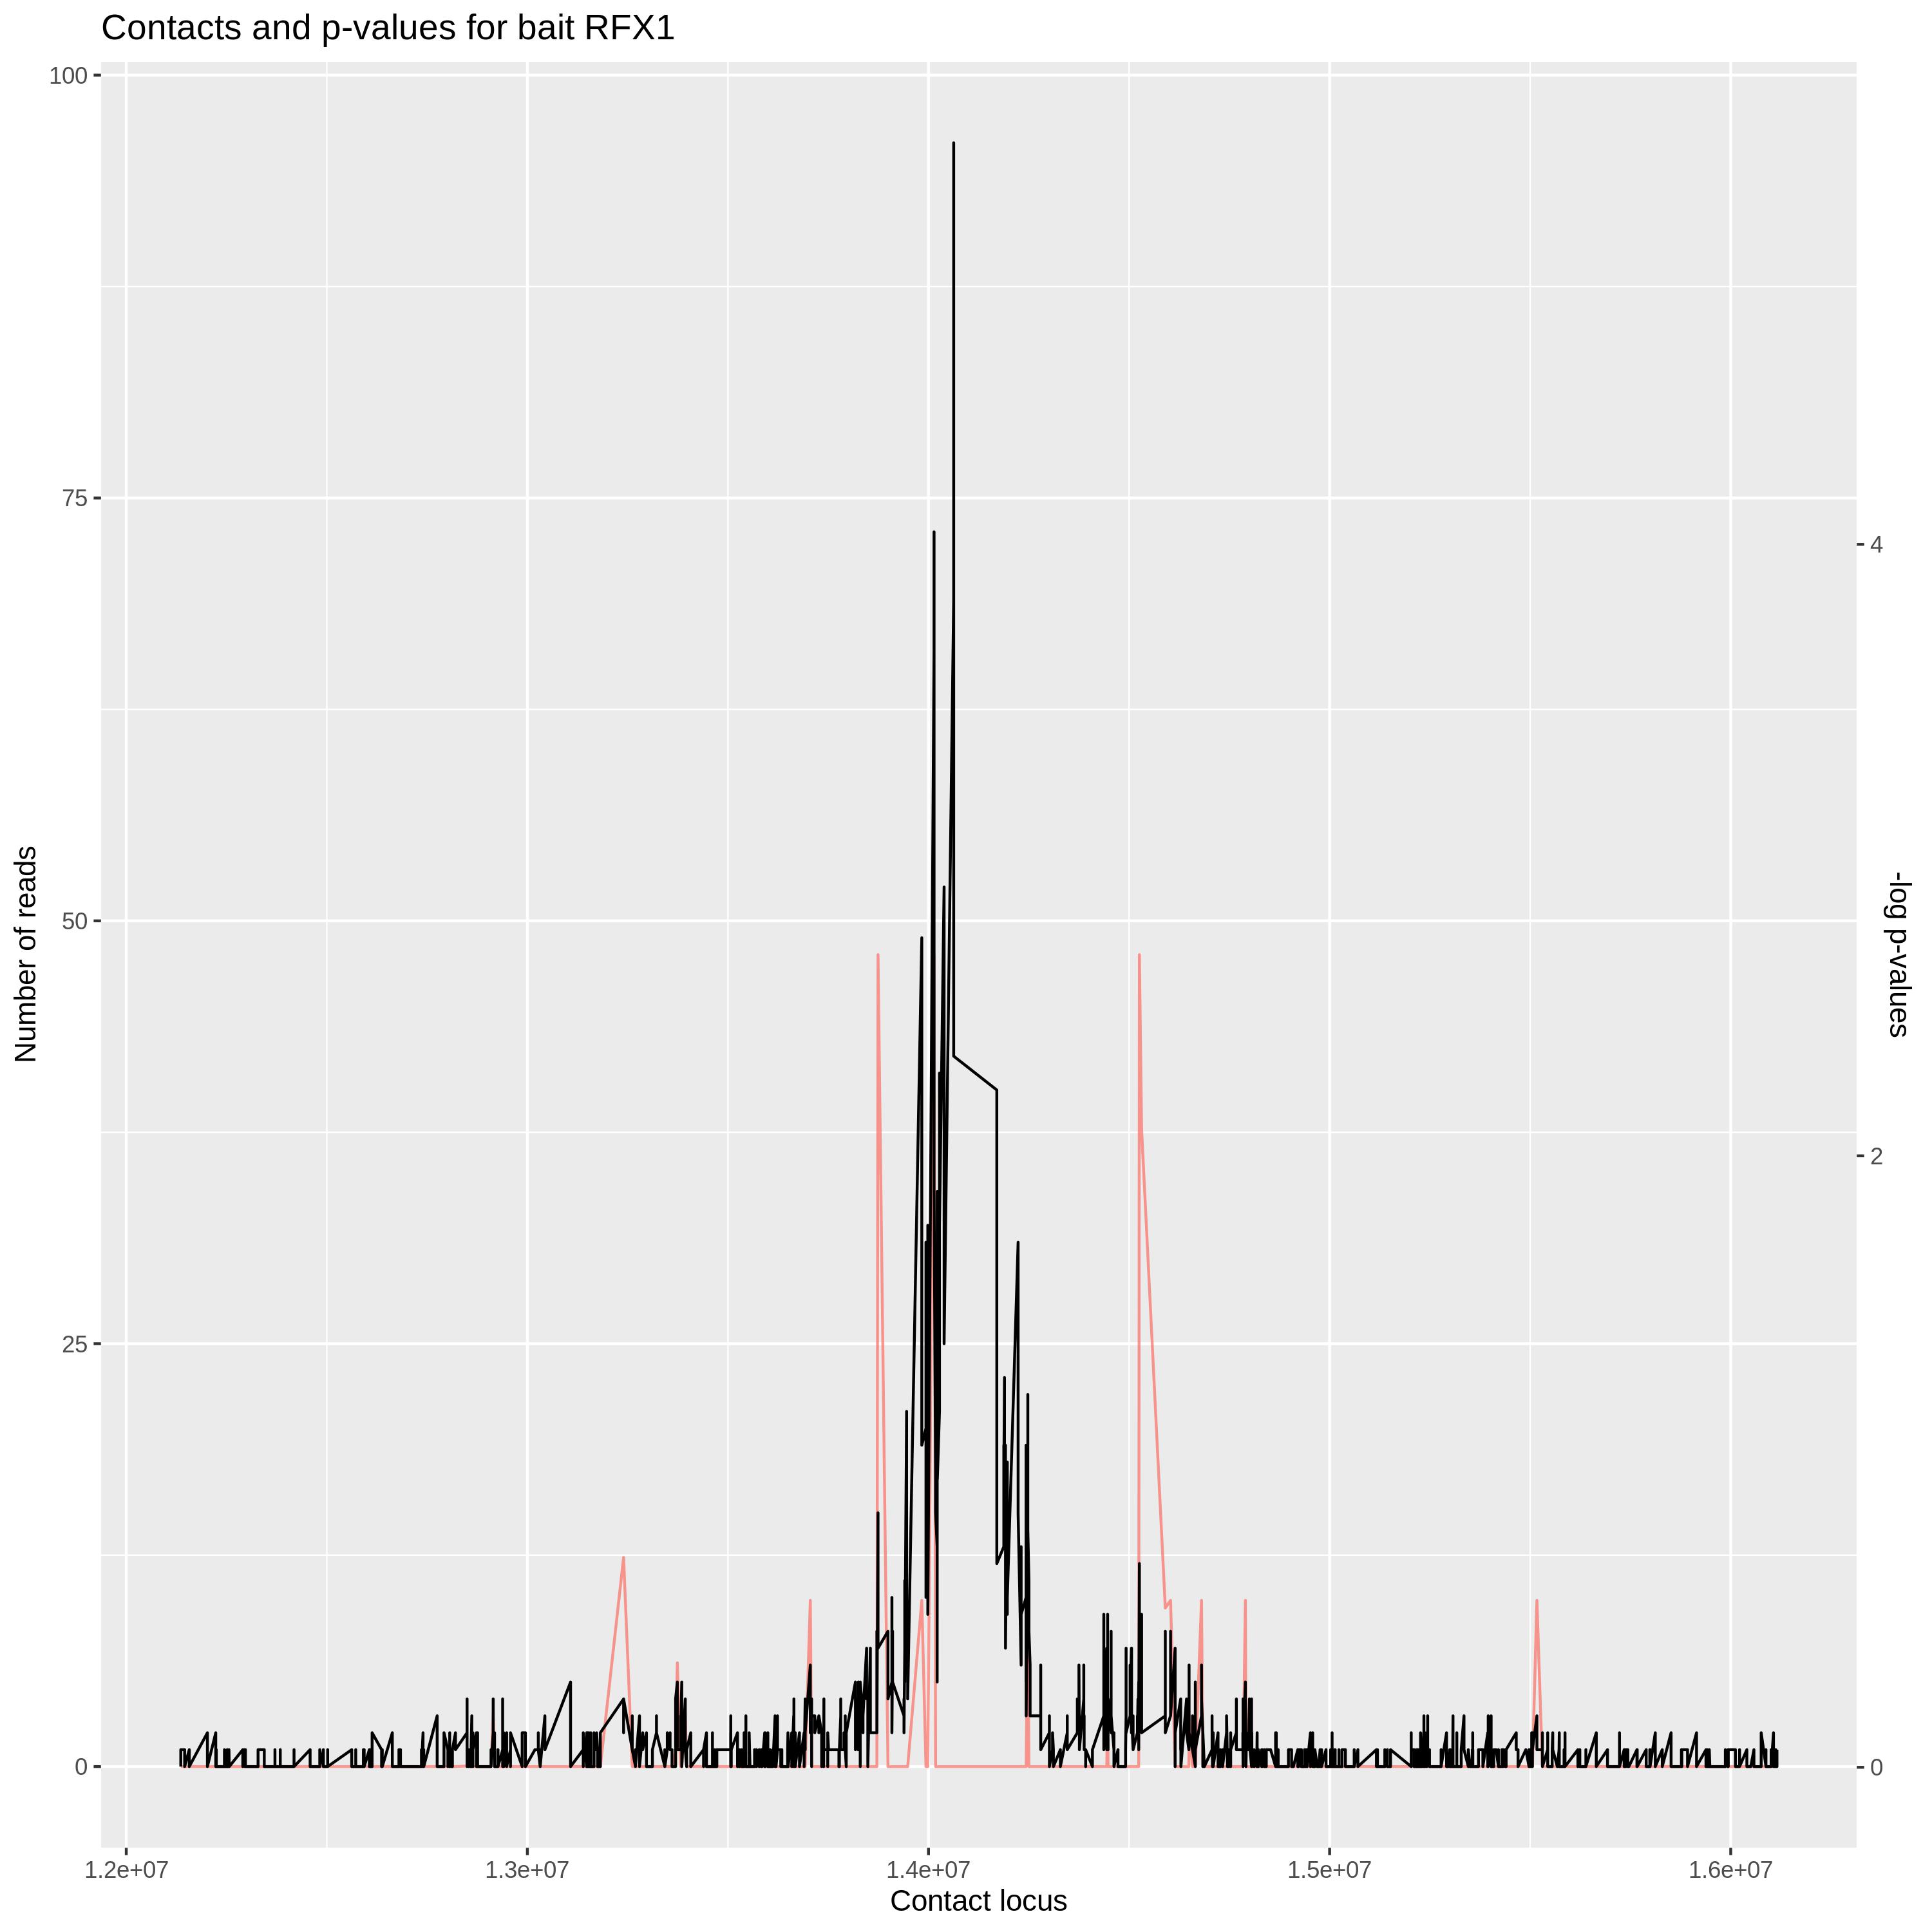 Contacts and p-values for bait RFX1
100
75
50
25
0
Number of reads
4
2
0
-log p-values
1.2e+07 1.3e+07 1.4e+07 1.5e+07 1.6e+07
Contact locus